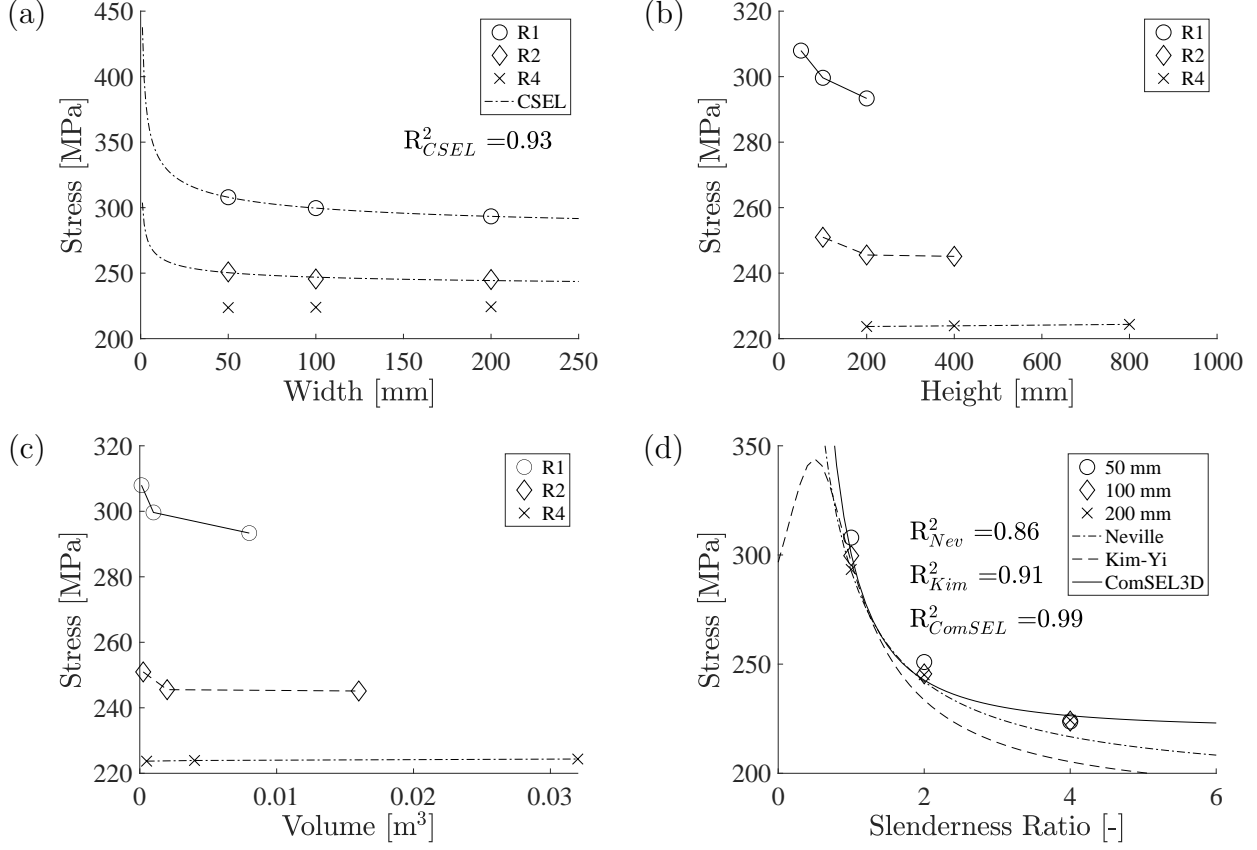 (a)
450
400
350
300
250
200
Stress [MPa]
0 50 100 150 200 250
Width [mm]
R1
R2
R4
CSEL
R²_CSEL =0.93
(b)
320
300
280
260
240
220
Stress [MPa]
0 200 400 600 800 1000
Height [mm]
R1
R2
R4
(c)
320
300
280
260
240
220
Stress [MPa]
0 0.01 0.02 0.03
Volume [m³]
R1
R2
R4
(d)
350
300
250
200
Stress [MPa]
0 2 4 6
Slenderness Ratio [-]
50 mm
100 mm
200 mm
Neville
Kim-Yi
ComSEL3D
R²_Nev =0.86
R²_Kim =0.91
R²_ComSEL =0.99